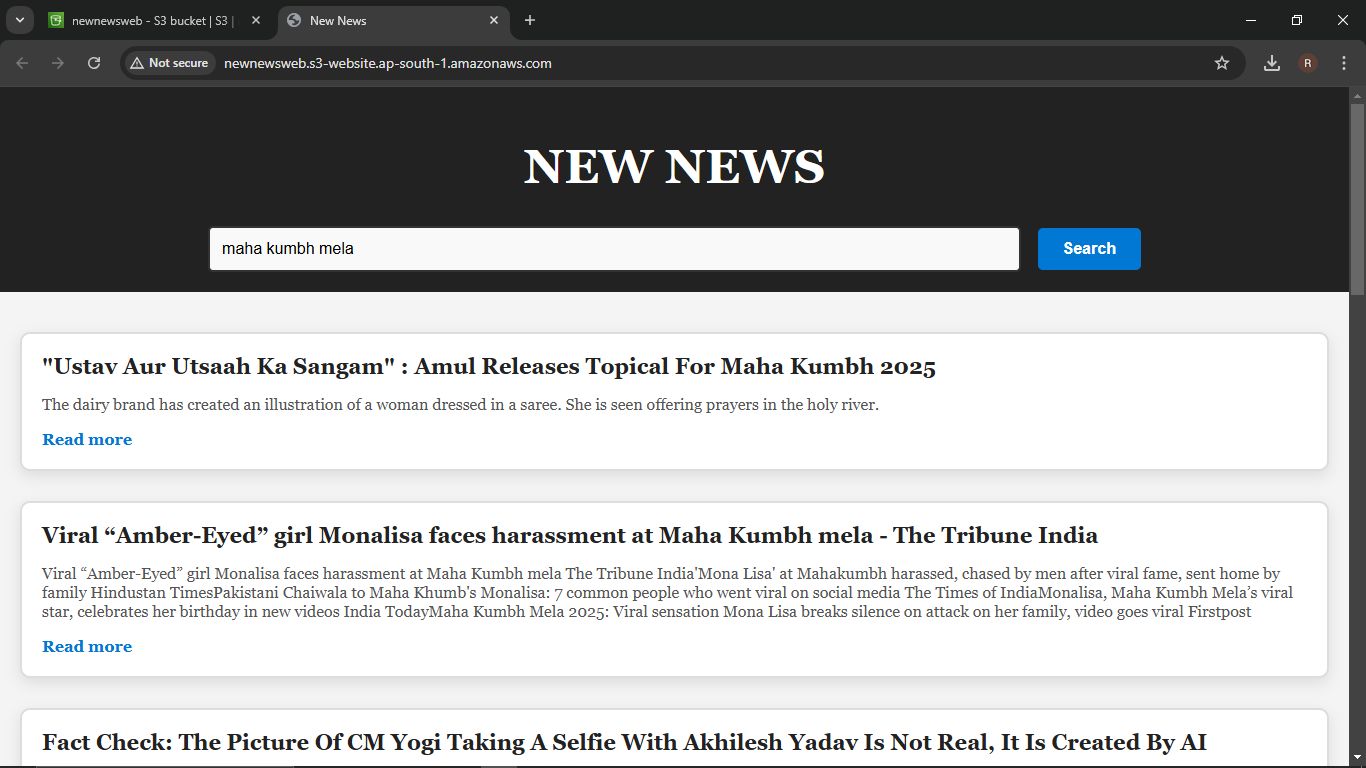 newnewsweb - S3 bucket | S3 |
New News
Not secure
newnewsweb.s3-website.ap-south-1.amazonaws.com
R
NEW NEWS
maha kumbh mela
Search
"Ustav Aur Utsaah Ka Sangam" : Amul Releases Topical For Maha Kumbh 2025
The dairy brand has created an illustration of a woman dressed in a saree. She is seen offering prayers in the holy river.
Read more
Viral “Amber-Eyed” girl Monalisa faces harassment at Maha Kumbh mela - The Tribune India
Viral “Amber-Eyed” girl Monalisa faces harassment at Maha Kumbh mela The Tribune India'Mona Lisa' at Mahakumbh harassed, chased by men after viral fame, sent home by
family Hindustan TimesPakistani Chaiwala to Maha Khumb's Monalisa: 7 common people who went viral on social media The Times of IndiaMonalisa, Maha Kumbh Mela’s viral
star, celebrates her birthday in new videos India TodayMaha Kumbh Mela 2025: Viral sensation Mona Lisa breaks silence on attack on her family, video goes viral Firstpost
Read more
Fact Check: The Picture Of CM Yogi Taking A Selfie With Akhilesh Yadav Is Not Real, It Is Created By AI